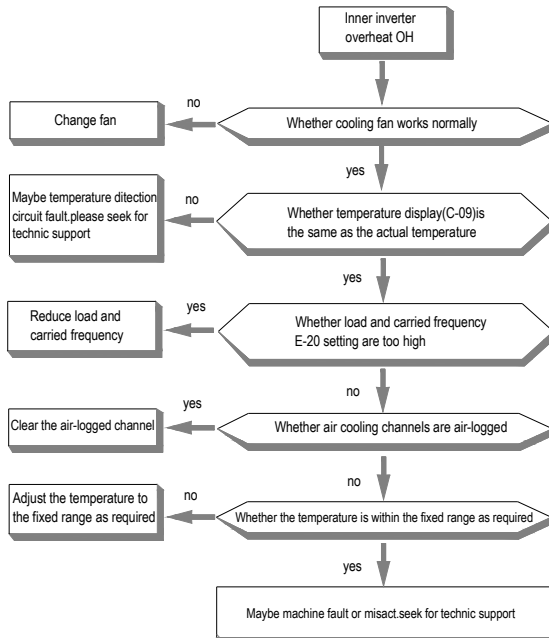 Inner inverter
overheat OH
no
Change fan
Whether cooling fan works normally
yes
Maybe temperature ditection
circuit fault.please seek for
technic support
no
Whether temperature display(C-09)is
the same as the actual temperature
yes
Reduce load and
carried frequency
yes
Whether load and carried frequency
E-20 setting are too high
no
Clear the air-logged channel
yes
Whether air cooling channels are air-logged
no
Adjust the temperature to
the fixed range as required
no
Whether the temperature is within the fixed range as required
yes
Maybe machine fault or misact.seek for technic support